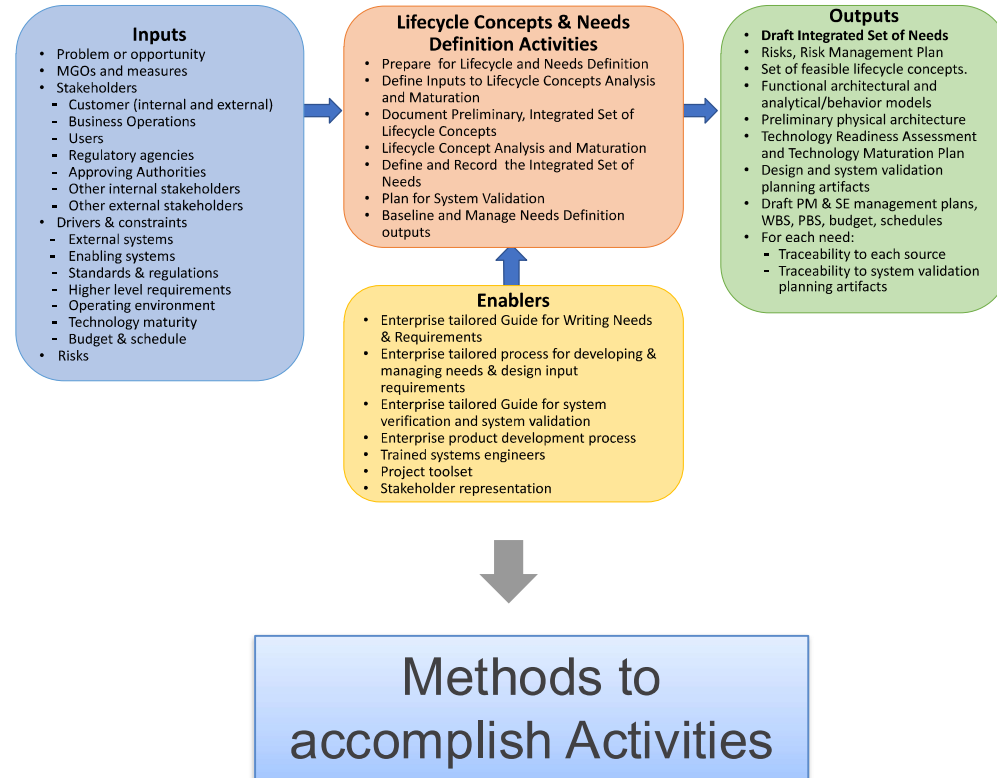 Inputs
• Problem or opportunity
• MGOs and measures
• Stakeholders
- Customer (internal and external)
- Business Operations
- Users
- Regulatory agencies
- Approving Authorities
- Other internal stakeholders
- Other external stakeholders
• Drivers & constraints
- External systems
- Enabling systems
- Standards & regulations
- Higher level requirements
- Operating environment
- Technology maturity
- Budget & schedule
• Risks
Lifecycle Concepts & Needs
Definition Activities
• Prepare for Lifecycle and Needs Definition
• Define Inputs to Lifecycle Concepts Analysis
and Maturation
• Document Preliminary, Integrated Set of
Lifecycle Concepts
• Lifecycle Concept Analysis and Maturation
• Define and Record the Integrated Set of
Needs
• Plan for System Validation
• Baseline and Manage Needs Definition
outputs
Outputs
• Draft Integrated Set of Needs
• Risks, Risk Management Plan
• Set of feasible lifecycle concepts.
• Functional architectural and
analytical/behavior models
• Preliminary physical architecture
• Technology Readiness Assessment
and Technology Maturation Plan
• Design and system validation
planning artifacts
• Draft PM & SE management plans,
WBS, PBS, budget, schedules
• For each need:
- Traceability to each source
- Traceability to system validation
planning artifacts
Enablers
• Enterprise tailored Guide for Writing Needs
& Requirements
• Enterprise tailored process for developing &
managing needs & design input
requirements
• Enterprise tailored Guide for system
verification and system validation
• Enterprise product development process
• Trained systems engineers
• Project toolset
• Stakeholder representation
Methods to
accomplish Activities